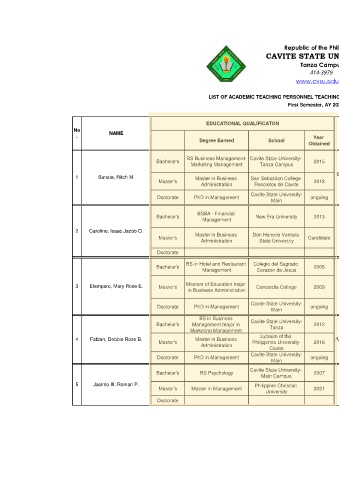 Republic of the Phil
CAVITE STATE UN
Tanza Campu
414-3979
www.cvsu.edu
LIST OF ACADEMIC TEACHING PERSONNEL TEACHING
First Semester, AY 20
No
.
NAME
EDUCATIONAL QUALIFICATON
Degree Earned
School
Year
Obtained
1
Bachelor's
BS Business Management-
Marketing Management
Cavite State University-
Tanza Campus
2015
Master's
Master in Business
Administration
San Sebastian College
Recoletos de Cavite
2018
Doctorate
PhD in Management
Cavite State University-
Main
ongoing
2
Carolino, Isaac Jacob O.
Bachelor's
BSBA - Financial
Management
New Era University
2013
Master's
Master in Business
Administration
Don Honorio Ventura
State University
Candidate
Doctorate
3
Elamparo, Mary Rose E.
Bachelor's
BS in Hotel and Restaurant
Management
Colegio del Sagrado
Corazon de Jesus
2005
Master's
Masters of Education major
in Business Administration
Concordia College
2009
Doctorate
PhD in Management
Cavite State University-
Main
ongoing
4
Fabian, Debbie Rose B.
Bachelor's
BS in Business
Management major in
Marketing Management
Cavite State University-
Tanza
2012
Master's
Master in Business
Administration
Lyceum of the
Philippines University-
Cavite
2016
Doctorate
PhD in Management
Cavite State University-
Main
ongoing
5
Jacinto III, Roman P.
Bachelor's
BS Psychology
Cavite State University-
Main Campus
2007
Master's
Master in Management
Philippine Christian
University
2021
Doctorate